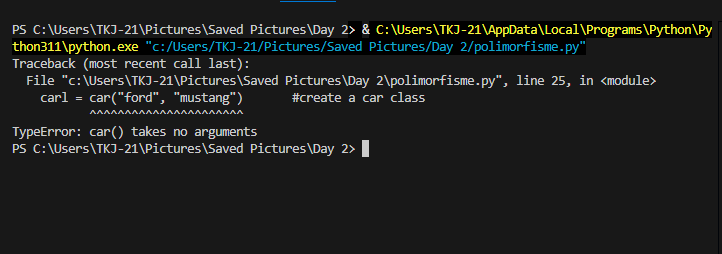 PS C:\Users\TKJ-21\Pictures\Saved Pictures\Day 2> & C:\Users\TKJ-21\AppData\Local\Programs\Python\Py
thon311\python.exe "c:/Users/TKJ-21/Pictures/Saved Pictures/Day 2/polimorfisme.py"
Traceback (most recent call last):
  File "c:\Users\TKJ-21\Pictures\Saved Pictures\Day 2\polimorfisme.py", line 25, in <module>
    carl = car("ford", "mustang")       #create a car class
           ^^^^^^^^^^^^^^^^^^^^^^
TypeError: car() takes no arguments
PS C:\Users\TKJ-21\Pictures\Saved Pictures\Day 2>